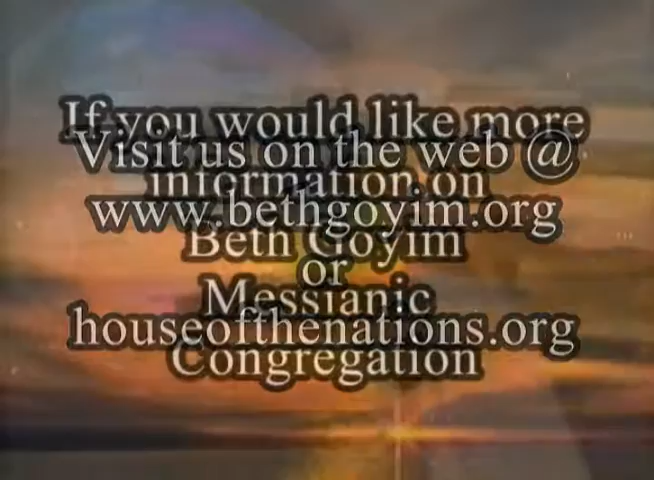 If you would like more
Visit us on the web @
information on
www.bethgoyim.org
Beth Goyim
or
Messianic
houseofthenations.org
Congregation